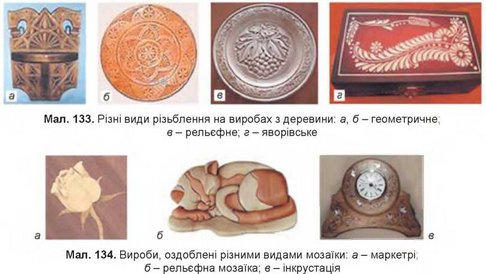 а
б
в
г
Мал. 133. Різні види різьблення на виробах з деревини: а, б – геометричне;
в – рельєфне; г – яворівське
а
б
в
Мал. 134. Вироби, оздоблені різними видами мозаїки: а – маркетрі;
б – рельєфна мозаїка; в – інкрустація